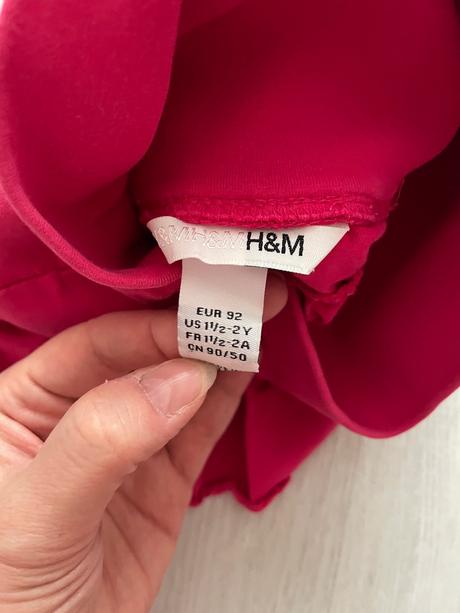 H&M H&M H&M
EUR 92
US 1½-2Y
FR 1½-2A
CN 90/50